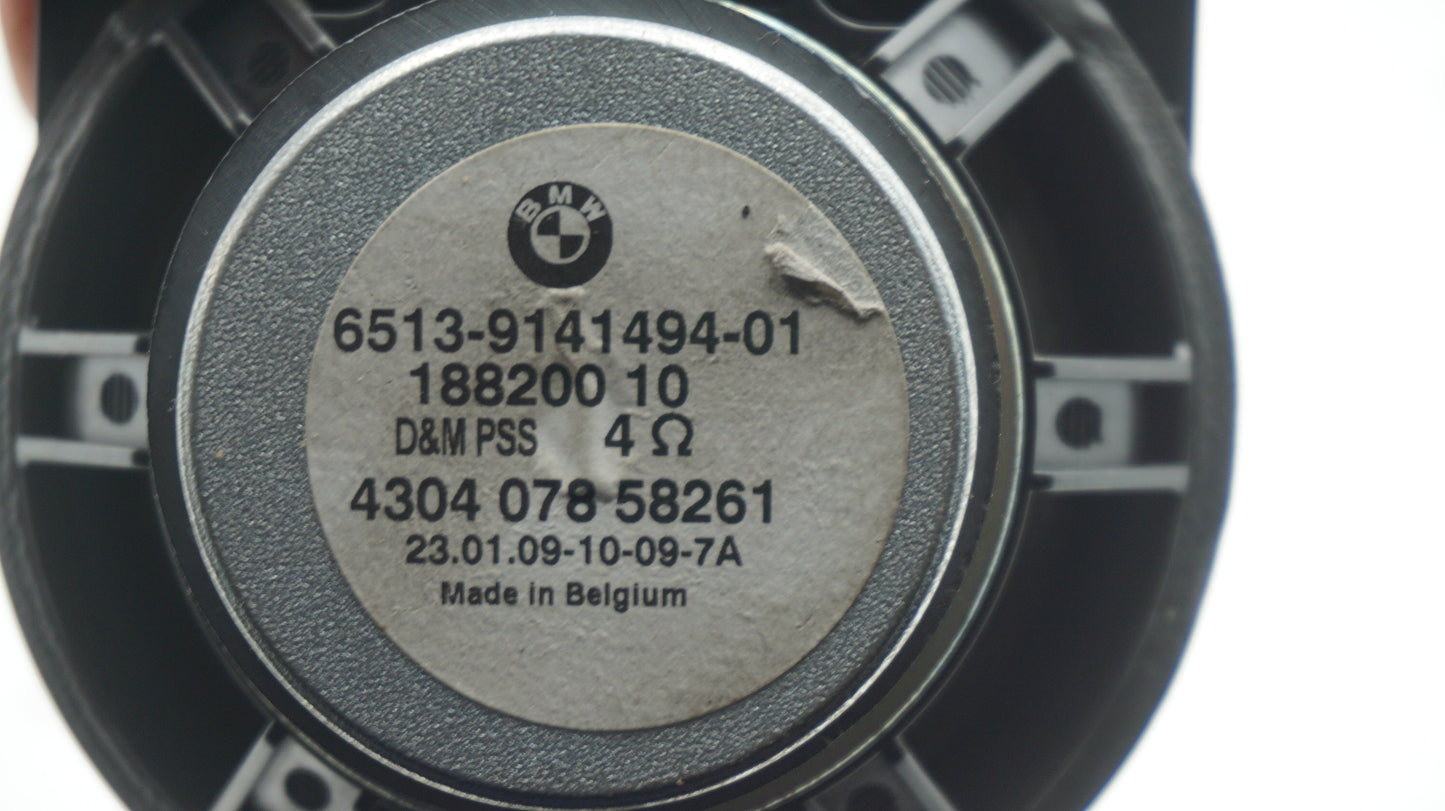 BMW
6513-9141494-01
188200 10
D&M PSS 4 Ω
4304 078 58261
23.01.09-10-09-7A
Made in Belgium